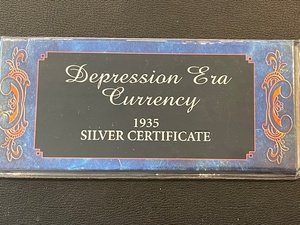 Depression Era
Currency
1935
SILVER CERTIFICATE